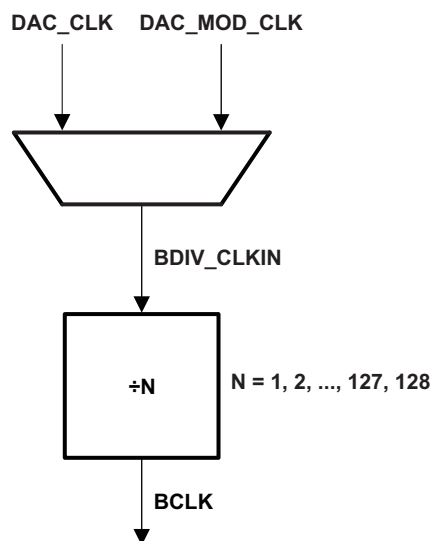 DAC_CLK DAC_MOD_CLK
BDIV_CLKIN
÷N
N = 1, 2, ..., 127, 128
BCLK